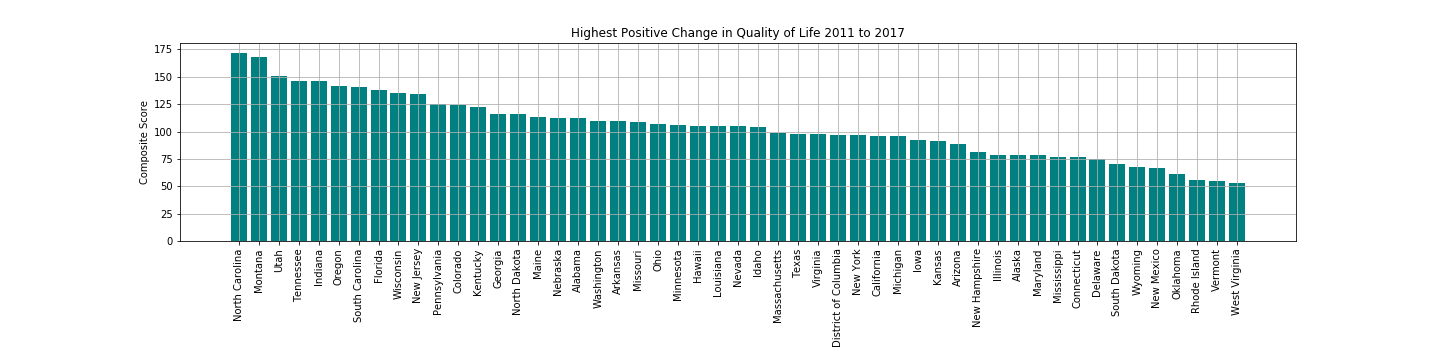 Highest Positive Change in Quality of Life 2011 to 2017
Composite Score
175
150
125
100
75
50
25
0
North Carolina
Montana
Utah
Tennessee
Indiana
Oregon
South Carolina
Florida
Wisconsin
New Jersey
Pennsylvania
Colorado
Kentucky
Georgia
North Dakota
Maine
Nebraska
Alabama
Washington
Arkansas
Missouri
Ohio
Minnesota
Hawaii
Louisiana
Nevada
Idaho
Massachusetts
Texas
Virginia
District of Columbia
New York
California
Michigan
Iowa
Kansas
Arizona
New Hampshire
Illinois
Alaska
Maryland
Mississippi
Connecticut
Delaware
South Dakota
Wyoming
New Mexico
Oklahoma
Rhode Island
Vermont
West Virginia